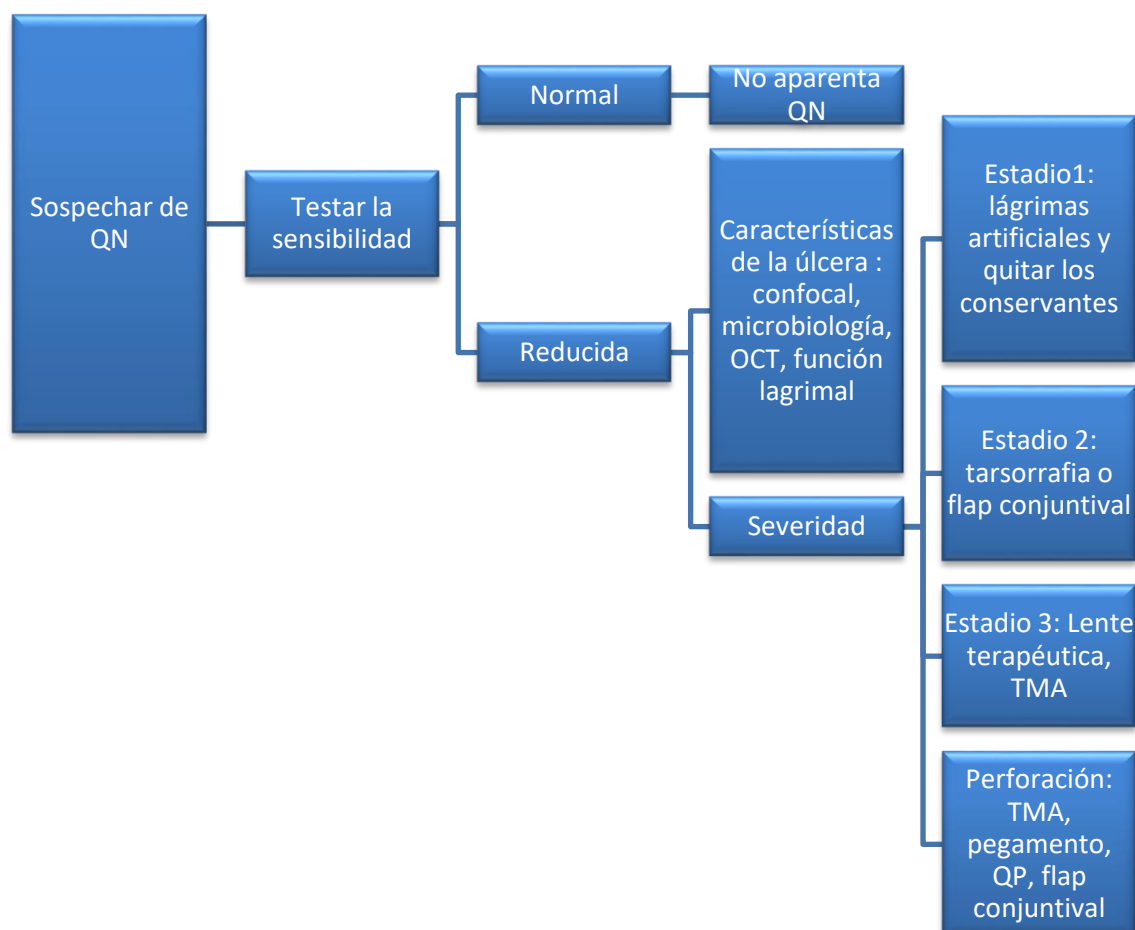 Sospechar de
QN
Testar la
sensibilidad
Normal
No aparenta
QN
Reducida
Características
de la úlcera :
confocal,
microbiología,
OCT, función
lagrimal
Severidad
Estadio1:
lágrimas
artificiales y
quitar los
conservantes
Estadio 2:
tarsorrafia o
flap conjuntival
Estadio 3: Lente
terapéutica,
TMA
Perforación:
TMA,
pegamento,
QP, flap
conjuntival